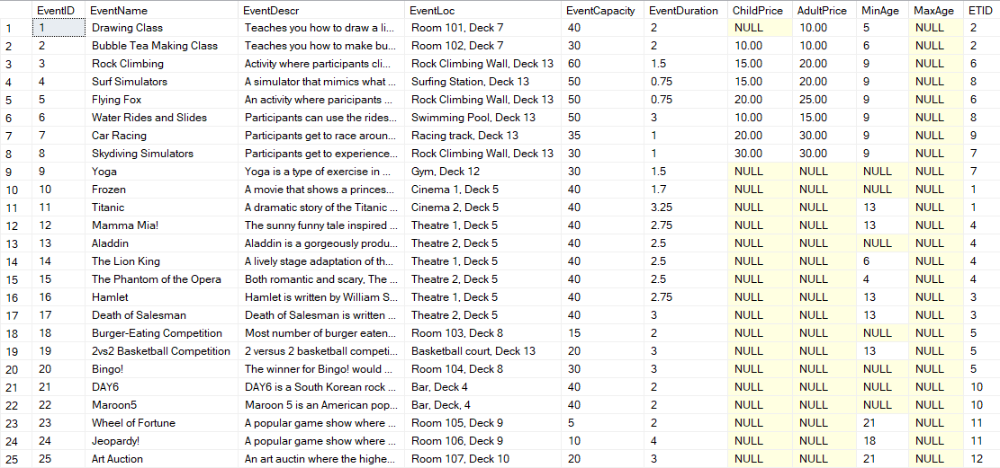 EventID EventName EventDescr EventLoc EventCapacity EventDuration ChildPrice AdultPrice MinAge MaxAge ETID
1 1 Drawing Class Teaches you how to draw a li... Room 101, Deck 7 40 2 NULL 10.00 5 NULL 2
2 2 Bubble Tea Making Class Teaches you how to make bu... Room 102, Deck 7 30 2 10.00 10.00 6 NULL 2
3 3 Rock Climbing Activity where participants cli... Rock Climbing Wall, Deck 13 60 1.5 15.00 20.00 9 NULL 6
4 4 Surf Simulators A simulator that mimics what ... Surfing Station, Deck 13 50 0.75 15.00 20.00 9 NULL 8
5 5 Flying Fox An activity where paricipants ... Rock Climbing Wall, Deck 13 50 0.75 20.00 25.00 9 NULL 6
6 6 Water Rides and Slides Participants can use the rides... Swimming Pool, Deck 13 50 3 10.00 15.00 9 NULL 8
7 7 Car Racing Participants get to race aroun... Racing track, Deck 13 35 1 20.00 30.00 9 NULL 9
8 8 Skydiving Simulators Participants get to experience... Rock Climbing Wall, Deck 13 30 1 30.00 30.00 9 NULL 7
9 9 Yoga Yoga is a type of exercise in ... Gym, Deck 12 30 1.5 NULL NULL NULL NULL 7
10 10 Frozen A movie that shows a princes... Cinema 1, Deck 5 40 1.7 NULL NULL NULL NULL 1
11 11 Titanic A dramatic story of the Titanic ... Cinema 2, Deck 5 40 3.25 NULL NULL 13 NULL 1
12 12 Mamma Mia! The sunny funny tale inspired ... Theatre 1, Deck 5 40 2.75 NULL NULL 13 NULL 4
13 13 Aladdin Aladdin is a gorgeously produ... Theatre 2, Deck 5 40 2.5 NULL NULL NULL NULL 4
14 14 The Lion King A lively stage adaptation of th... Theatre 1, Deck 5 40 2.5 NULL NULL 6 NULL 4
15 15 The Phantom of the Opera Both romantic and scary, The ... Theatre 2, Deck 5 40 2.5 NULL NULL 4 NULL 4
16 16 Hamlet Hamlet is written by William S... Theatre 1, Deck 5 40 2.75 NULL NULL 13 NULL 3
17 17 Death of Salesman Death of Salesman is written ... Theatre 2, Deck 5 40 3 NULL NULL 13 NULL 3
18 18 Burger-Eating Competition Most number of burger eaten... Room 103, Deck 8 15 2 NULL NULL NULL NULL 5
19 19 2vs2 Basketball Competition 2 versus 2 basketball competi... Basketball court, Deck 13 20 3 NULL NULL 13 NULL 5
20 20 Bingo! The winner for Bingo! would ... Room 104, Deck 8 30 3 NULL NULL NULL NULL 5
21 21 DAY6 DAY6 is a South Korean rock ... Bar, Deck 4 40 2 NULL NULL NULL NULL 10
22 22 Maroon5 Maroon 5 is an American pop... Bar, Deck, 4 40 2 NULL NULL NULL NULL 10
23 23 Wheel of Fortune A popular game show where ... Room 105, Deck 9 5 2 NULL NULL 21 NULL 11
24 24 Jeopardy! A popular game show where ... Room 106, Deck 9 10 4 NULL NULL 18 NULL 11
25 25 Art Auction An art auctin where the highe... Room 107, Deck 10 20 3 NULL NULL 21 NULL 12